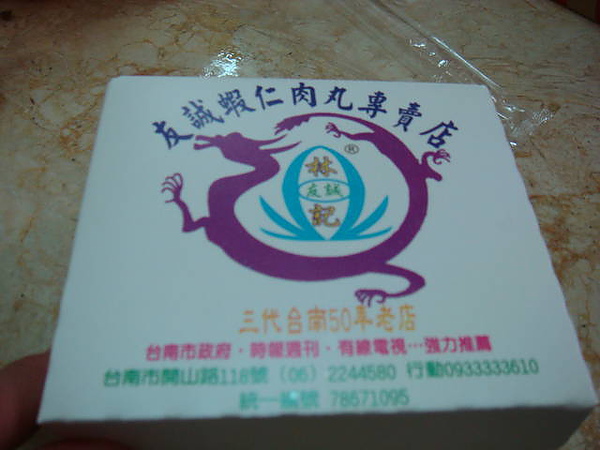 友誠蝦仁肉丸專賣店
®
林
友誠
記
三代台南50年老店
台南市政府·時報週刊·有線電視…強力推薦
台南市開山路118號 (06) 2244580 行動0933333610
統一編號 78671095